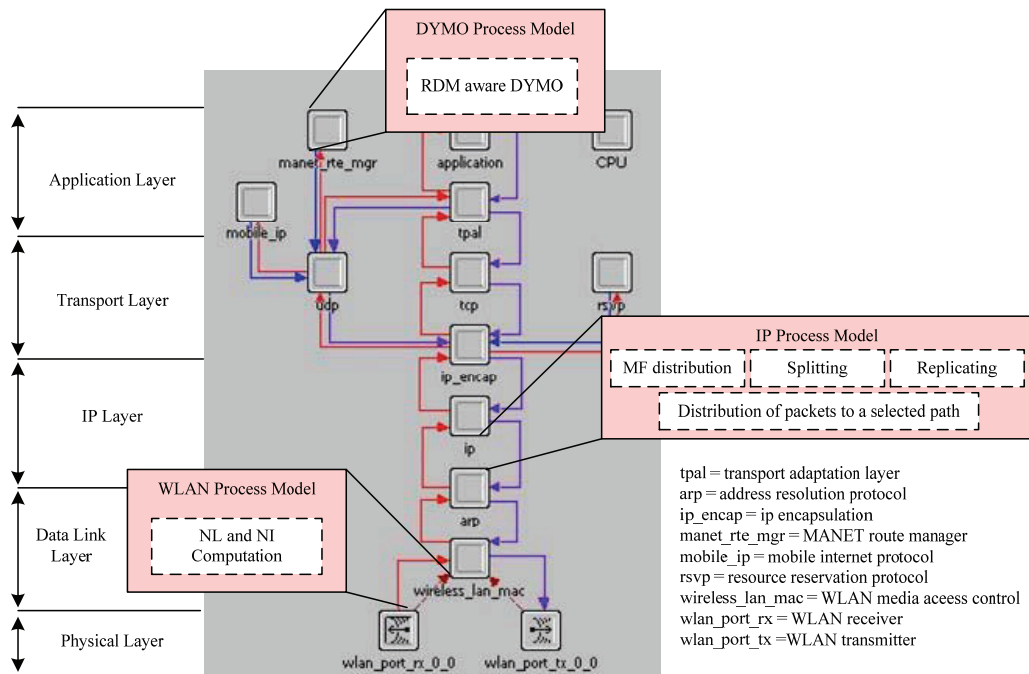 DYMO Process Model
RDM aware DYMO
manet_rte_mgr
application
CPU
Application Layer
mobile_ip
tpal
Transport Layer
udp
tcp
rsvp
IP Process Model
MF distribution
Splitting
Replicating
Distribution of packets to a selected path
ip_encap
IP Layer
ip
WLAN Process Model
NL and NI
Computation
arp
Data Link
Layer
wireless_lan_mac
Physical Layer
wlan_port_rx_0_0
wlan_port_tx_0_0
tpal = transport adaptation layer
arp = address resolution protocol
ip_encap = ip encapsulation
manet_rte_mgr = MANET route manager
mobile_ip = mobile internet protocol
rsvp = resource reservation protocol
wireless_lan_mac = WLAN media aceess control
wlan_port_rx = WLAN receiver
wlan_port_tx =WLAN transmitter